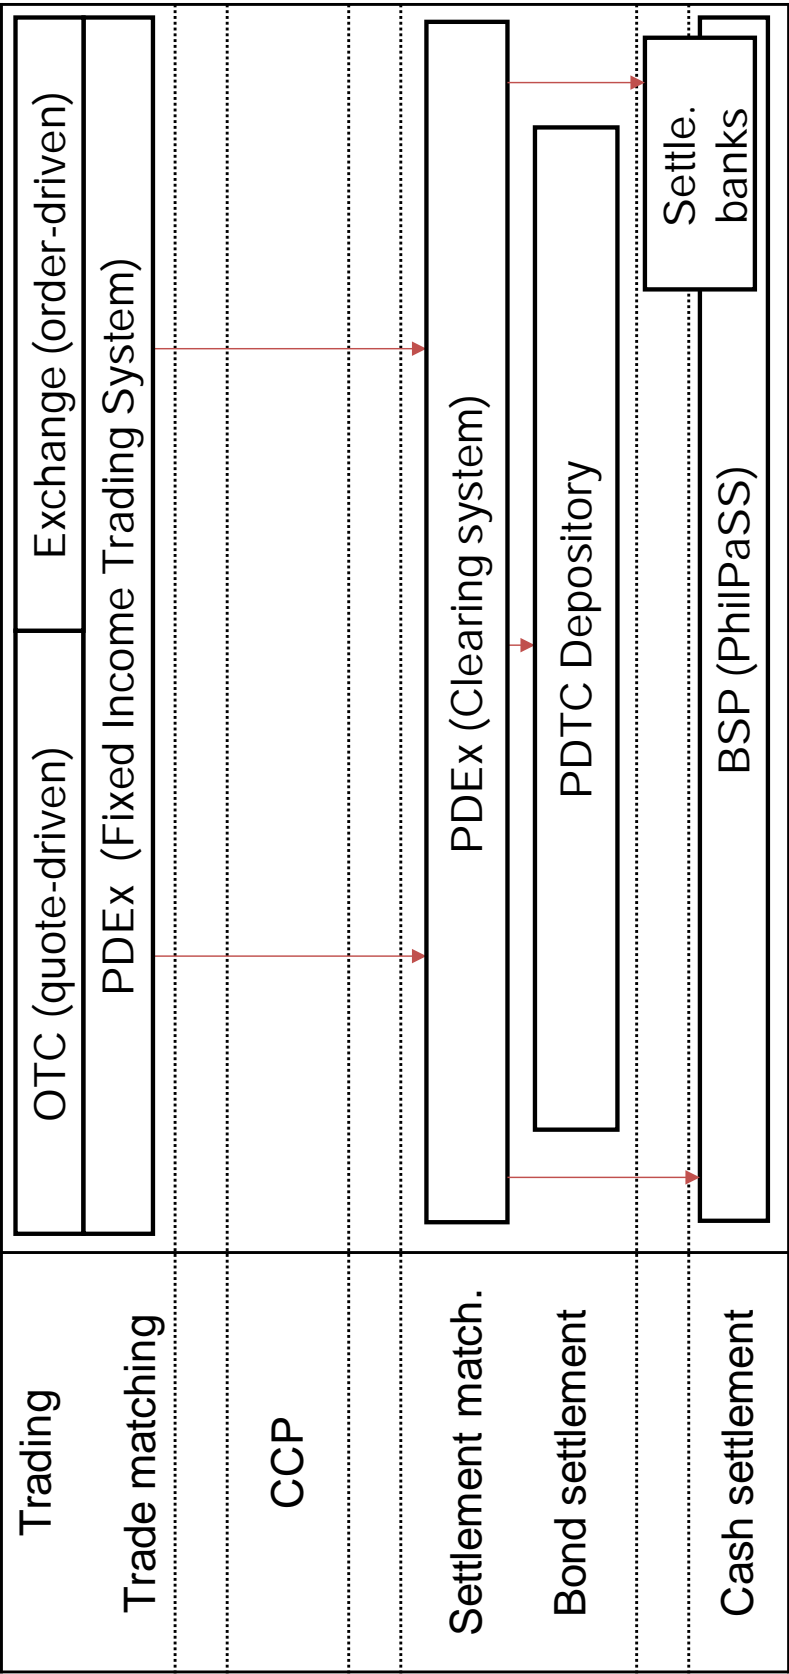 Trading
OTC (quote-driven)
Exchange (order-driven)
Trade matching
PDEx  (Fixed Income Trading System)
CCP
Settlement match.
PDEx (Clearing system)
Bond settlement
PDTC Depository
Settle.
banks
Cash settlement
BSP (PhilPaSS)